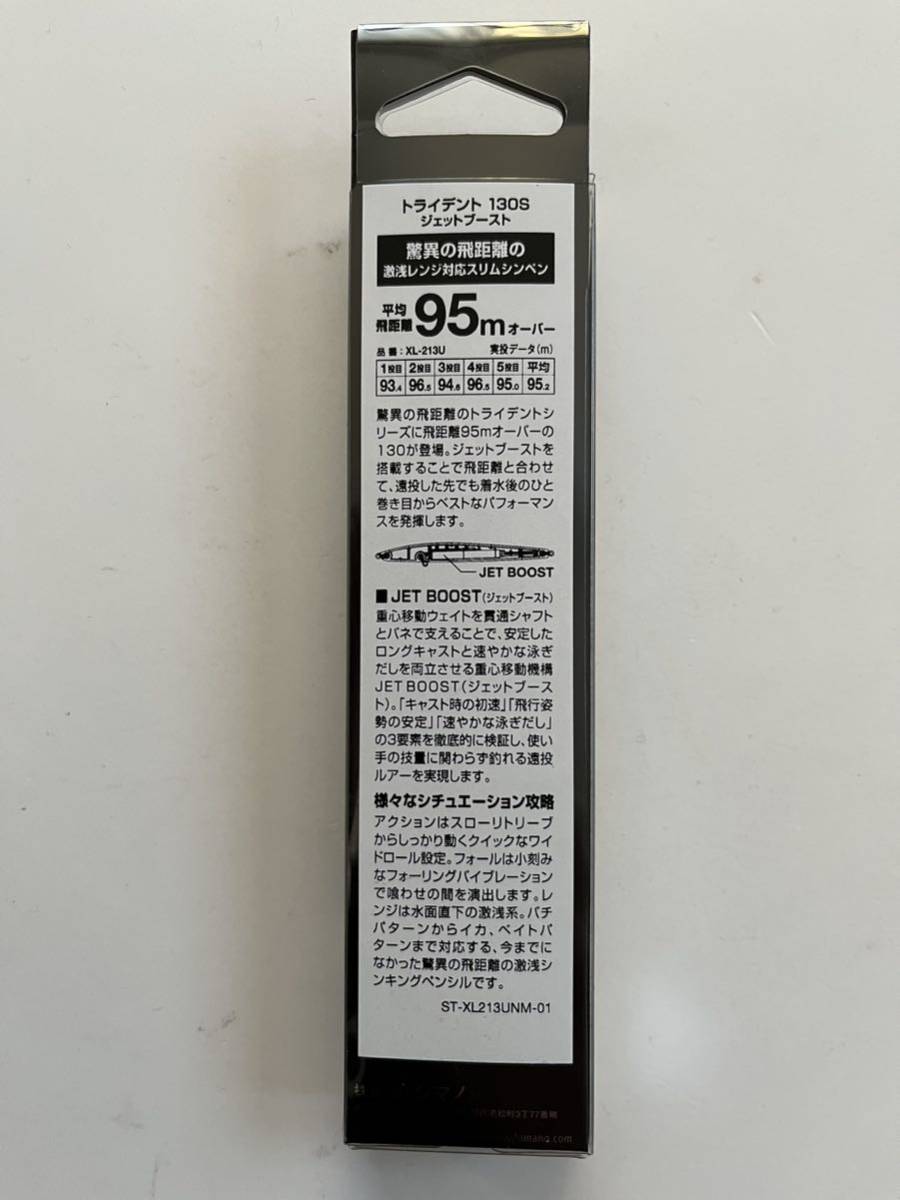 トライデント 130S
ジェットブースト
驚異の飛距離の
激浅レンジ対応スリムシンペン
平均
飛距離 95mオーバー
品番:XL-213U 実投データ(m)
1投目 2投目 3投目 4投目 5投目 平均
93.4 96.5 94.6 96.5 95.0 95.2
驚異の飛距離のトライデントシ
リーズに飛距離95mオーバーの
130が登場。ジェットブーストを
搭載することで飛距離と合わせ
て、遠投した先でも着水後のひと
巻き目からベストなパフォーマン
スを発揮します。
JET BOOST
■ JET BOOST(ジェットブースト)
重心移動ウェイトを貫通シャフト
とバネで支えることで、安定した
ロングキャストと速やかな泳ぎ
だしを両立させる重心移動機構
JET BOOST(ジェットブース
ト)。「キャスト時の初速」「飛行姿
勢の安定」「速やかな泳ぎだし」
の3要素を徹底的に検証し、使い
手の技量に関わらず釣れる遠投
ルアーを実現します。
様々なシチュエーション攻略
アクションはスローリトリーブ
からしっかり動くクイックなワイ
ドロール設定。フォールは小刻み
なフォーリングバイブレーション
で喰わせの間を演出します。レ
ンジは水面直下の激浅系。バチ
パターンからイカ、ベイトパ
ターンまで対応する、今までに
なかった驚異の飛距離の激浅シ
ンキングペンシルです。
ST-XL213UNM-01
シマノ
老松町3丁77番地
.com